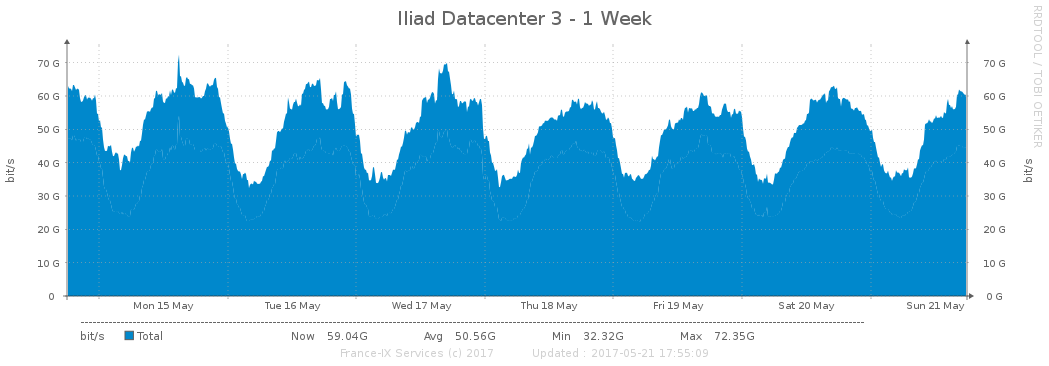 Iliad Datacenter 3 - 1 Week
RRDTOOL / TOBI OETIKER
70 G 70 G
60 G 60 G
50 G 50 G
40 G 40 G
30 G 30 G
20 G 20 G
10 G 10 G
0 0 G
bit/s bit/s
Mon 15 May Tue 16 May Wed 17 May Thu 18 May Fri 19 May Sat 20 May Sun 21 May
bit/s Total Now 59.04G Avg 50.56G Min 32.32G Max 72.35G
France-IX Services (c) 2017 Updated : 2017-05-21 17:55:09